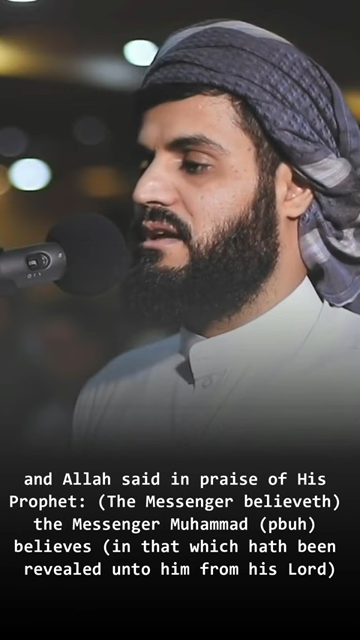 and Allah said in praise of His
Prophet: (The Messenger believeth)
the Messenger Muhammad (pbuh)
believes (in that which hath been
revealed unto him from his Lord)